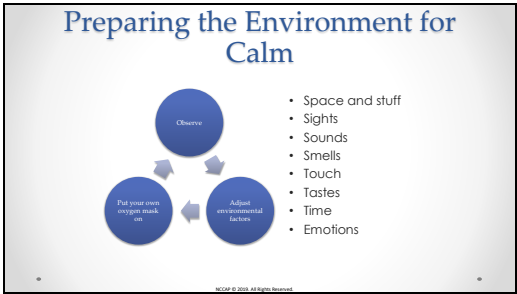 Preparing the Environment for
Calm
Observe
Adjust
environmental
factors
Put your own
oxygen mask
on
• Space and stuff
• Sights
• Sounds
• Smells
• Touch
• Tastes
• Time
• Emotions
NCCAP © 2019. All Rights Reserved.